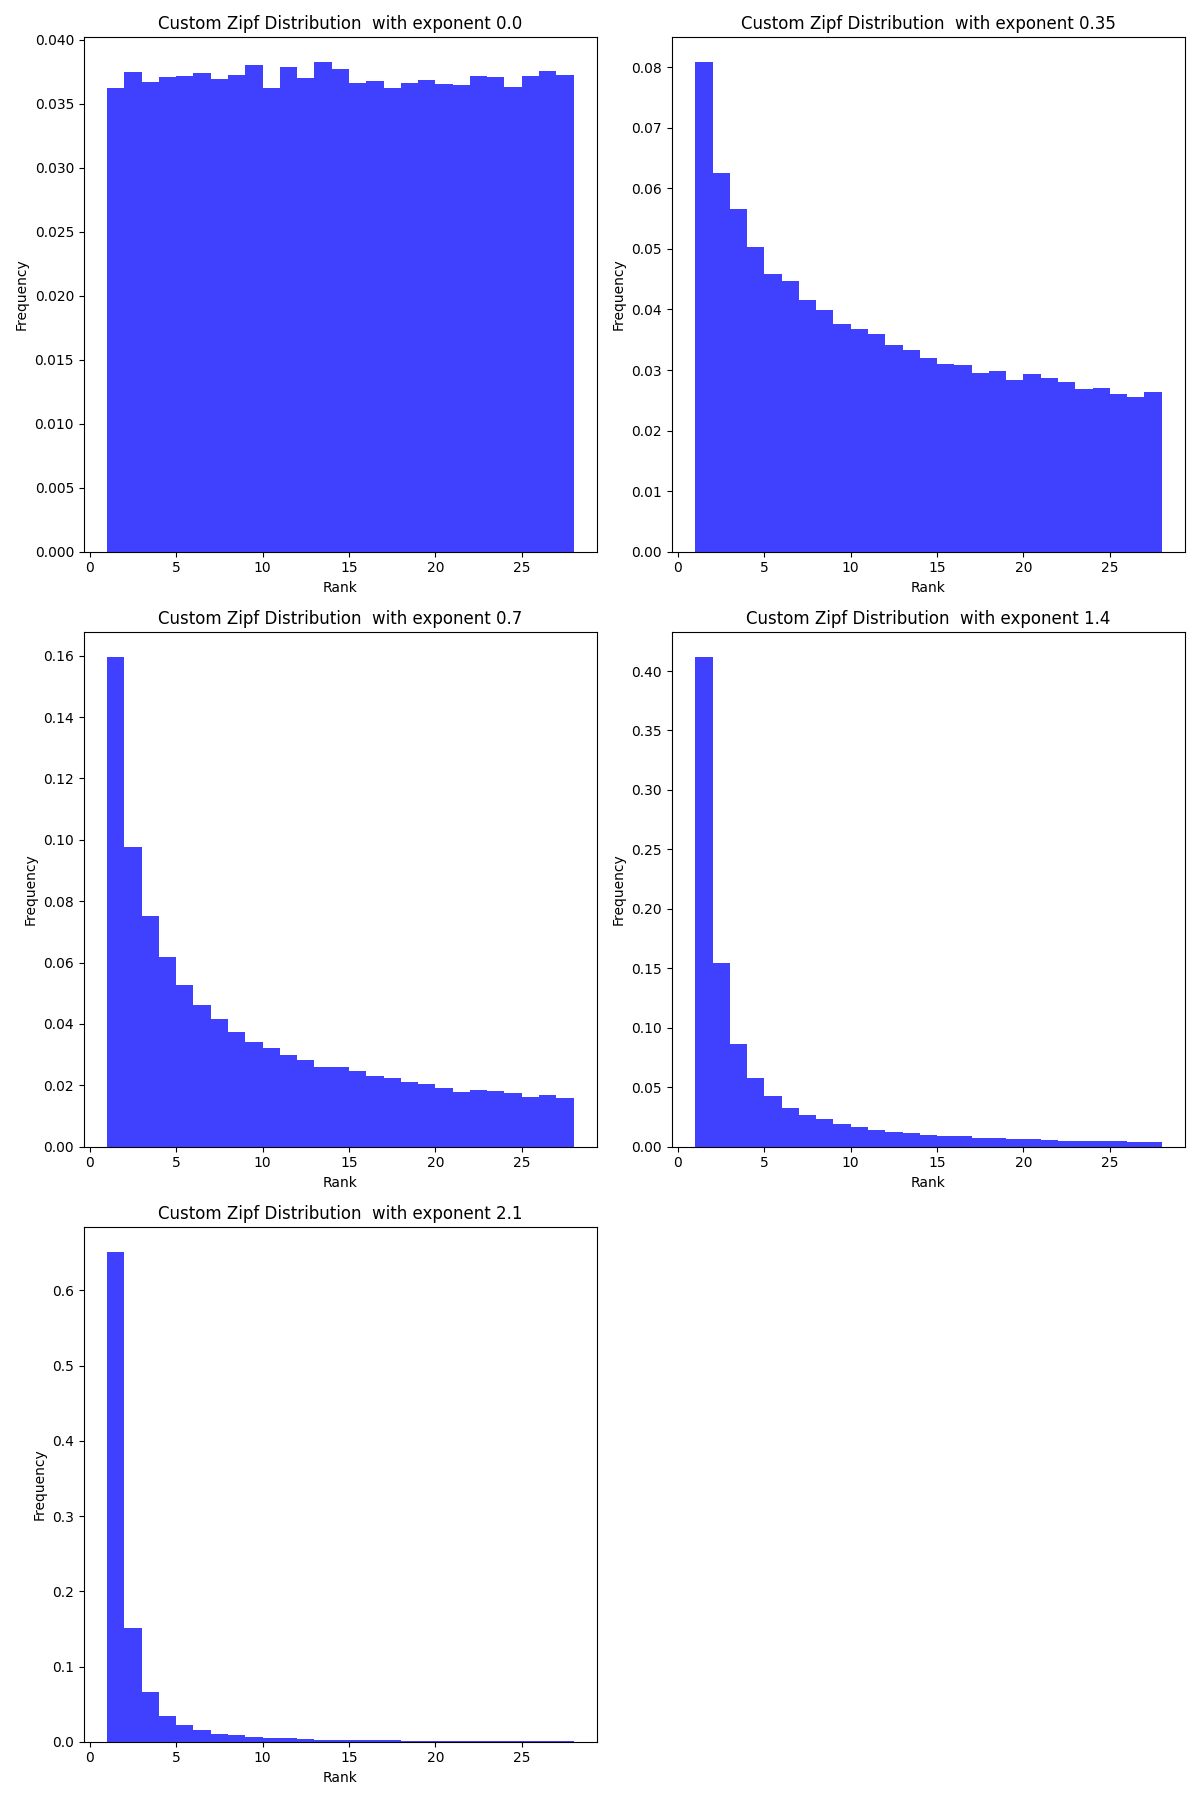 Custom Zipf Distribution  with exponent 0.0
0.040
0.035
0.030
0.025
0.020
0.015
0.010
0.005
0.000
Frequency
0 5 10 15 20 25
Rank
Custom Zipf Distribution  with exponent 0.35
0.08
0.07
0.06
0.05
0.04
0.03
0.02
0.01
0.00
Frequency
0 5 10 15 20 25
Rank
Custom Zipf Distribution  with exponent 0.7
0.16
0.14
0.12
0.10
0.08
0.06
0.04
0.02
0.00
Frequency
0 5 10 15 20 25
Rank
Custom Zipf Distribution  with exponent 1.4
0.40
0.35
0.30
0.25
0.20
0.15
0.10
0.05
0.00
Frequency
0 5 10 15 20 25
Rank
Custom Zipf Distribution  with exponent 2.1
0.6
0.5
0.4
0.3
0.2
0.1
0.0
Frequency
0 5 10 15 20 25
Rank